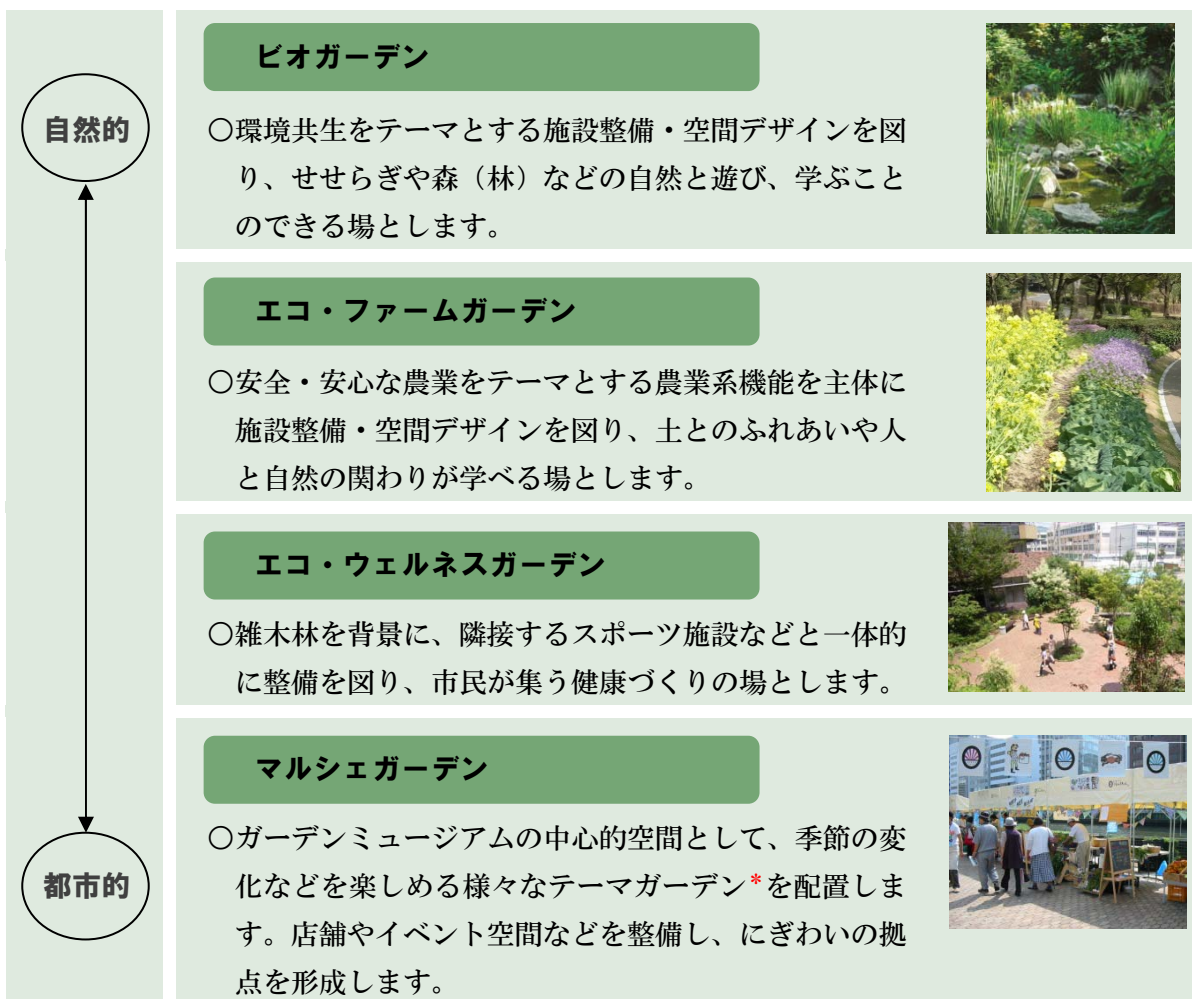 自然的
ビオガーデン
○環境共生をテーマとする施設整備・空間デザインを図
り、せせらぎや森（林）などの自然と遊び、学ぶこと
のできる場とします。
エコ・ファームガーデン
○安全・安心な農業をテーマとする農業系機能を主体に
施設整備・空間デザインを図り、土とのふれあいや人
と自然の関わりが学べる場とします。
エコ・ウェルネスガーデン
○雑木林を背景に、隣接するスポーツ施設などと一体的
に整備を図り、市民が集う健康づくりの場とします。
マルシェガーデン
○ガーデンミュージアムの中心的空間として、季節の変
化などを楽しめる様々なテーマガーデン*を配置しま
す。店舗やイベント空間などを整備し、にぎわいの拠
点を形成します。
都市的